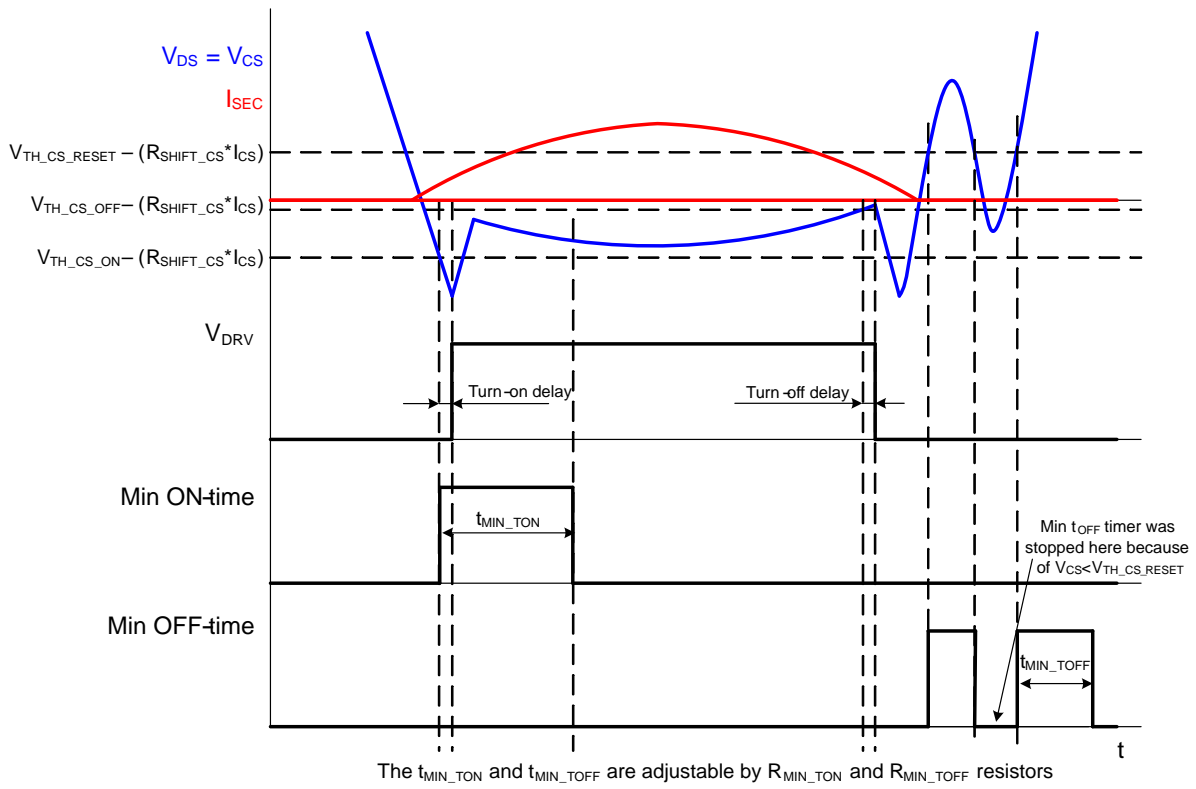 VDS = VCS
ISEC
VTH_CS_RESET – (RSHIFT_CS*ICS)
VTH_CS_OFF – (RSHIFT_CS*ICS)
VTH_CS_ON – (RSHIFT_CS*ICS)
VDRV
Turn-on delay
Turn-off delay
Min ON-time
tMIN_TON
Min tOFF timer was
stopped here because
of VCS<VTH_CS_RESET
Min OFF-time
tMIN_TOFF
t
The tMIN_TON and tMIN_TOFF are adjustable by RMIN_TON and RMIN_TOFF resistors